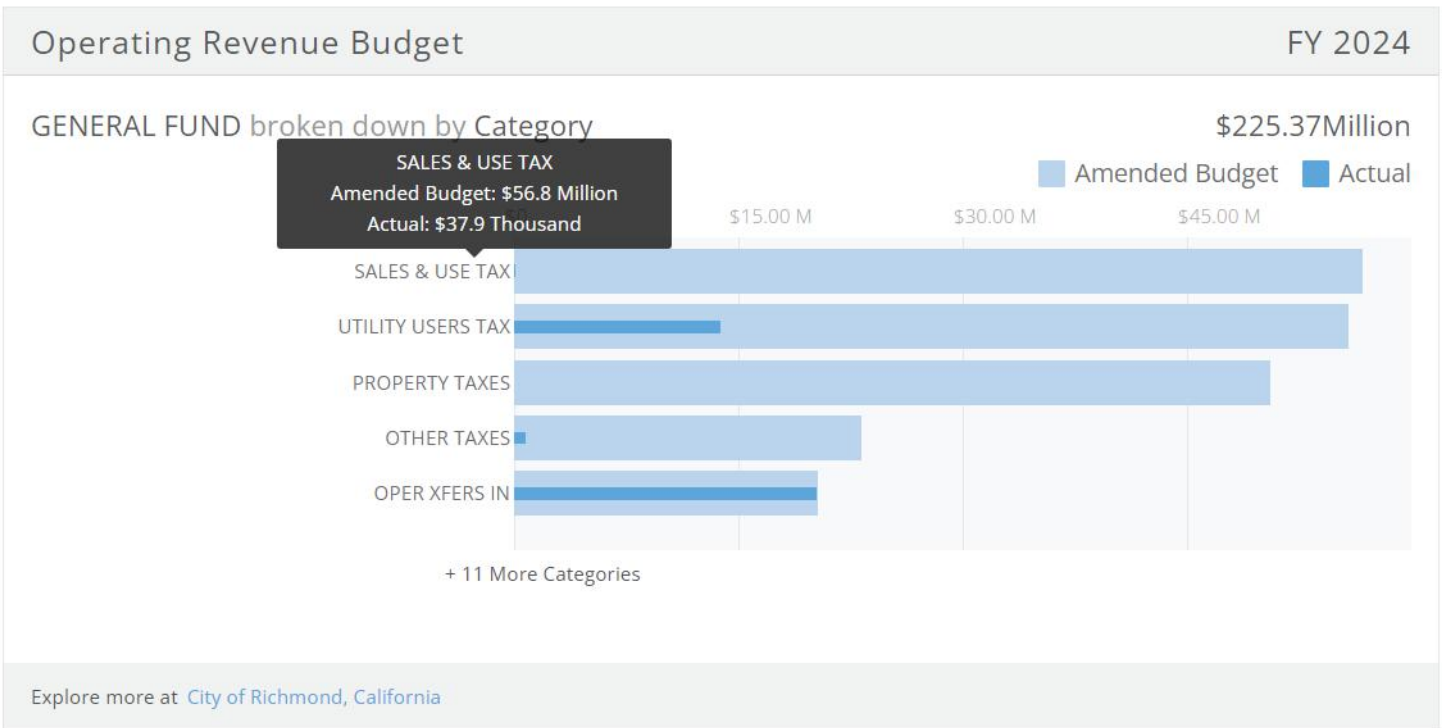 Operating Revenue Budget FY 2024
GENERAL FUND broken down by Category $225.37Million
SALES & USE TAX
Amended Budget: $56.8 Million
Actual: $37.9 Thousand
Amended Budget Actual
$15.00 M $30.00 M $45.00 M
SALES & USE TAX
UTILITY USERS TAX
PROPERTY TAXES
OTHER TAXES
OPER XFERS IN
+ 11 More Categories
Explore more at City of Richmond, California